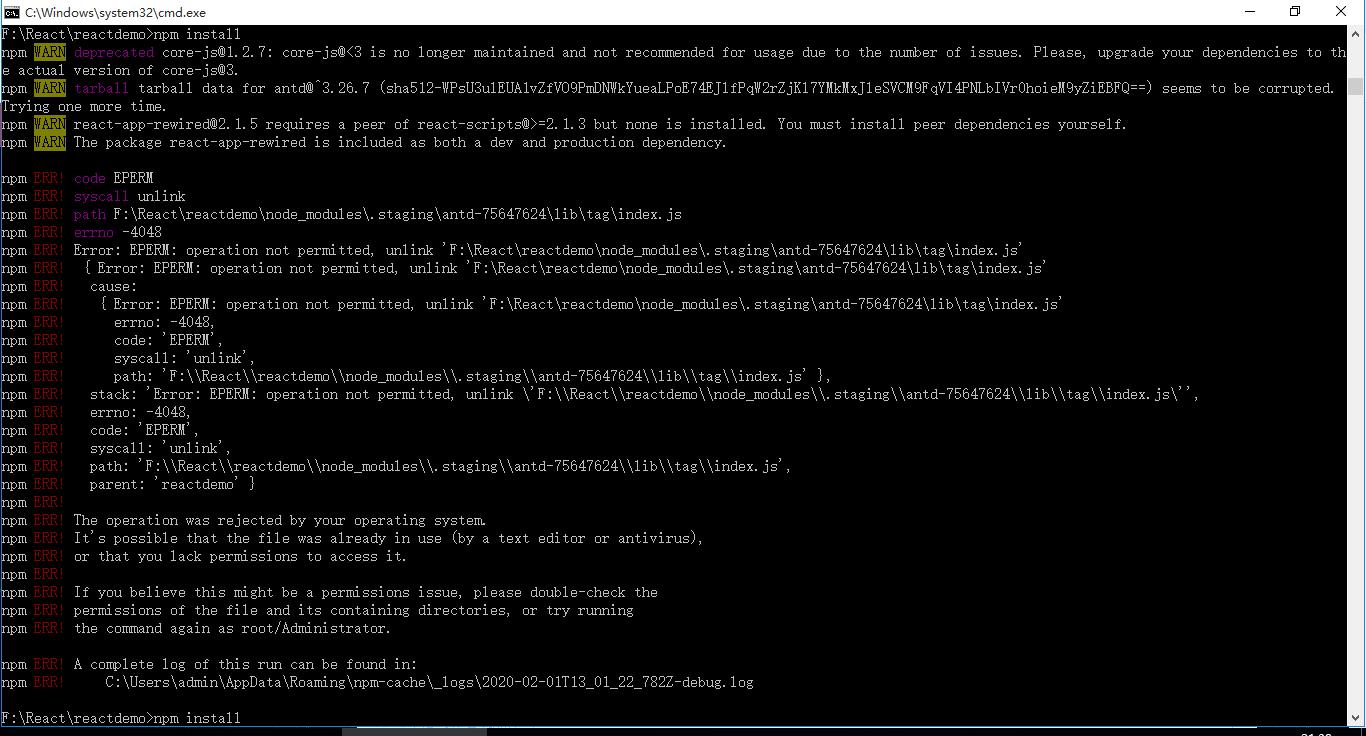 C:\Windows\system32\cmd.exe
F:\React\reactdemo>npm install
npm WARN deprecated core-js@1.2.7: core-js@<3 is no longer maintained and not recommended for usage due to the number of issues. Please, upgrade your dependencies to th
e actual version of core-js@3.
npm WARN tarball tarball data for antd@^3.26.7 (sha512-WPsU3ulEUA1vZfVO9PmDNWkYueaLPoE74EJ1fPqW2rZjK17YMkMxJ1eSVCM9FqVI4PNLbIVr0hoieM9yZiEBFQ==) seems to be corrupted.
Trying one more time.
npm WARN react-app-rewired@2.1.5 requires a peer of react-scripts@>=2.1.3 but none is installed. You must install peer dependencies yourself.
npm WARN The package react-app-rewired is included as both a dev and production dependency.
npm ERR! code EPERM
npm ERR! syscall unlink
npm ERR! path F:\React\reactdemo\node_modules\.staging\antd-75647624\lib\tag\index.js
npm ERR! errno -4048
npm ERR! Error: EPERM: operation not permitted, unlink 'F:\React\reactdemo\node_modules\.staging\antd-75647624\lib\tag\index.js'
npm ERR!  { Error: EPERM: operation not permitted, unlink 'F:\React\reactdemo\node_modules\.staging\antd-75647624\lib\tag\index.js'
npm ERR!   cause:
npm ERR!    { Error: EPERM: operation not permitted, unlink 'F:\React\reactdemo\node_modules\.staging\antd-75647624\lib\tag\index.js'
npm ERR!      errno: -4048,
npm ERR!      code: 'EPERM',
npm ERR!      syscall: 'unlink',
npm ERR!      path: 'F:\\React\\reactdemo\\node_modules\\.staging\\antd-75647624\\lib\\tag\\index.js' },
npm ERR!   stack: 'Error: EPERM: operation not permitted, unlink \'F:\\React\\reactdemo\\node_modules\\.staging\\antd-75647624\\lib\\tag\\index.js\'',
npm ERR!   errno: -4048,
npm ERR!   code: 'EPERM',
npm ERR!   syscall: 'unlink',
npm ERR!   path: 'F:\\React\\reactdemo\\node_modules\\.staging\\antd-75647624\\lib\\tag\\index.js',
npm ERR!   parent: 'reactdemo' }
npm ERR!
npm ERR! The operation was rejected by your operating system.
npm ERR! It's possible that the file was already in use (by a text editor or antivirus),
npm ERR! or that you lack permissions to access it.
npm ERR!
npm ERR! If you believe this might be a permissions issue, please double-check the
npm ERR! permissions of the file and its containing directories, or try running
npm ERR! the command again as root/Administrator.
npm ERR! A complete log of this run can be found in:
npm ERR!     C:\Users\admin\AppData\Roaming\npm-cache\_logs\2020-02-01T13_01_22_782Z-debug.log
F:\React\reactdemo>npm install